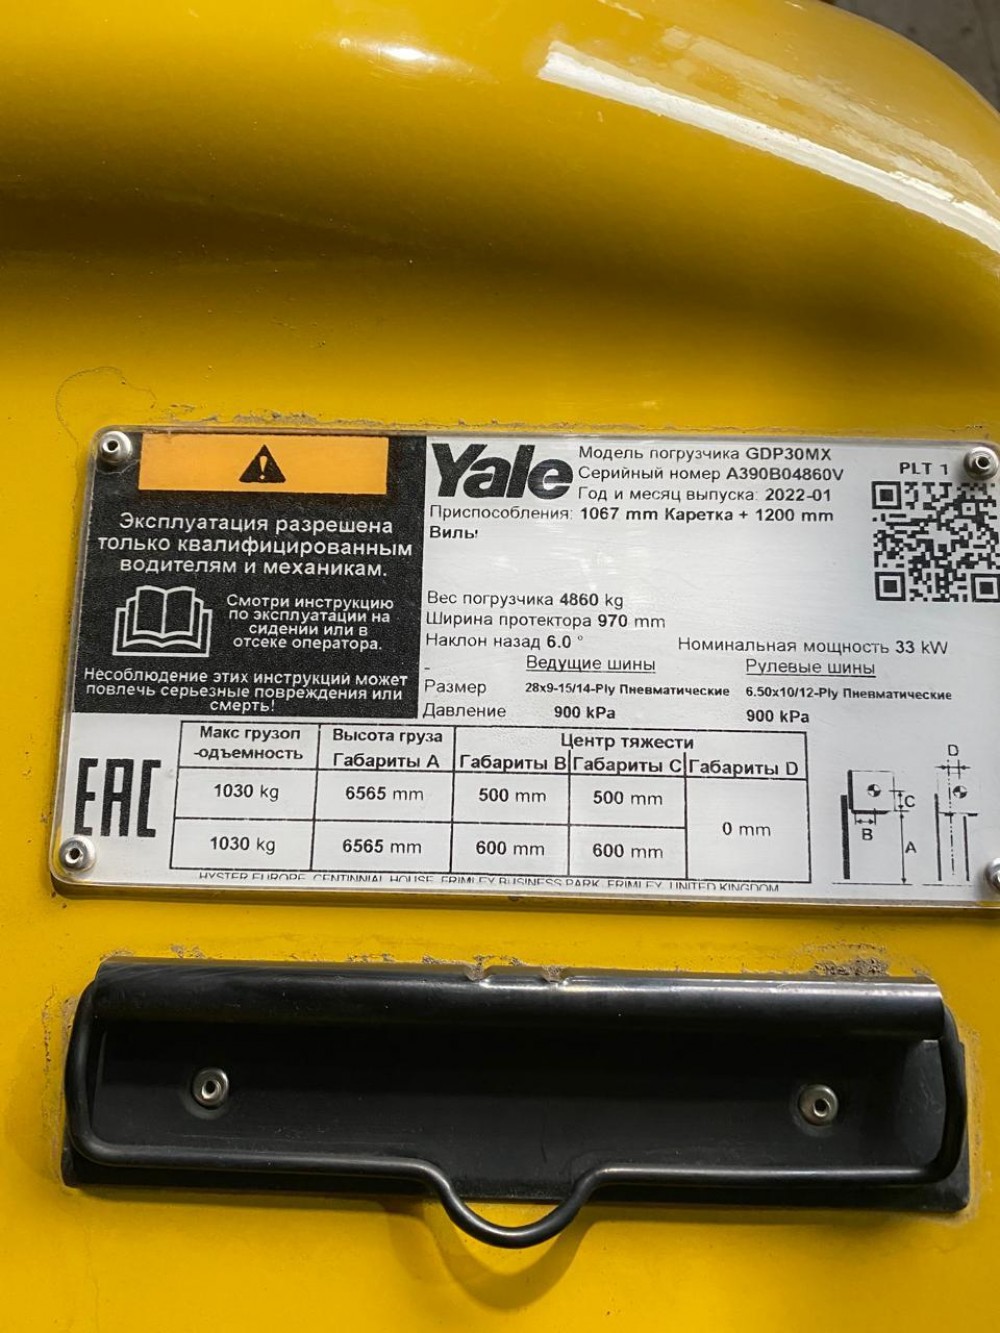 Эксплуатация разрешена
только квалифицированным
водителям и механикам.
Смотри инструкцию
по эксплуатации на
сидении или в
отсеке оператора.
Несоблюдение этих инструкций может
повлечь серьезные повреждения или
смерть!
Yale
Модель погрузчика GDP30MX
Серийный номер A390B04860V
Год и месяц выпуска: 2022-01
Приспособления: 1067 mm Каретка + 1200 mm
Вилы
PLT 1
Вес погрузчика 4860 kg
Ширина протектора 970 mm
Наклон назад 6.0 °
Номинальная мощность 33 kW
- Ведущие шины Рулевые шины
Размер 28x9-15/14-Ply Пневматические 6.50x10/12-Ply Пневматические
Давление 900 kPa 900 kPa
EAC
Макс грузоп Высота груза Центр тяжести
-одъемность Габариты A Габариты B Габариты C Габариты D
1030 kg 6565 mm 500 mm 500 mm
0 mm
1030 kg 6565 mm 600 mm 600 mm
D
C
B
A
HYSTER EUROPE, CENTINNIAL HOUSE, FRIMLEY BUSINESS PARK, FRIMLEY, UNITED KINGDOM